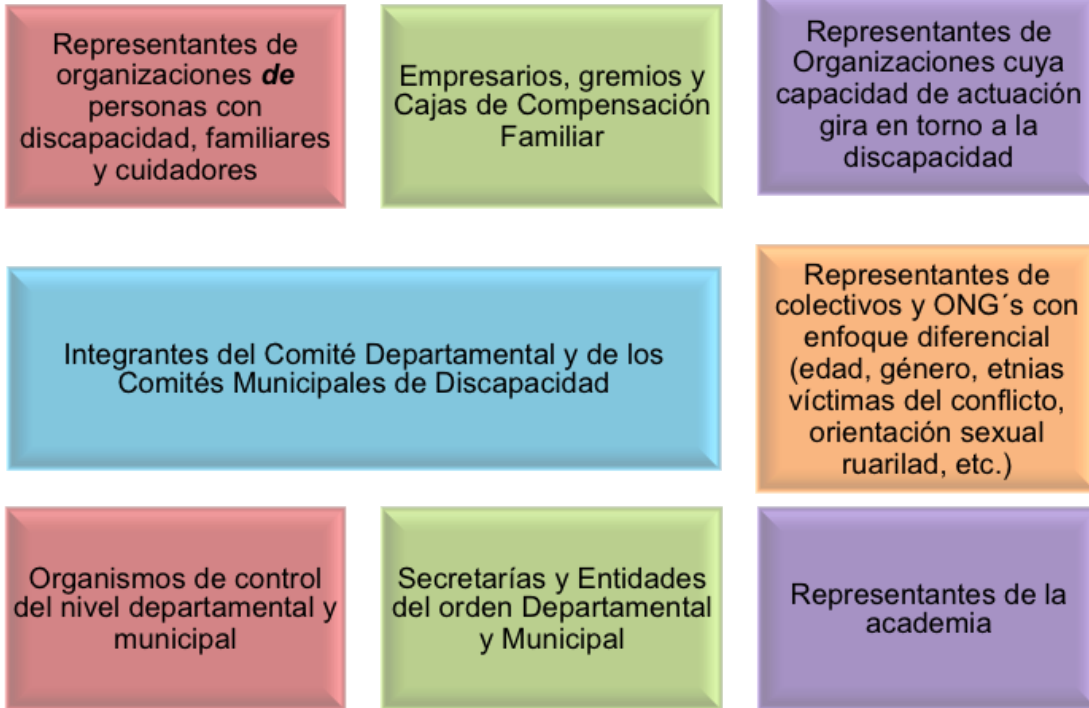 Representantes de
organizaciones de
personas con
discapacidad, familiares
y cuidadores
Empresarios, gremios y
Cajas de Compensación
Familiar
Representantes de
Organizaciones cuya
capacidad de actuación
gira en torno a la
discapacidad
Integrantes del Comité Departamental y de los
Comités Municipales de Discapacidad
Representantes de
colectivos y ONG´s con
enfoque diferencial
(edad, género, etnias
víctimas del conflicto,
orientación sexual
ruarilad, etc.)
Organismos de control
del nivel departamental y
municipal
Secretarías y Entidades
del orden Departamental
y Municipal
Representantes de la
academia